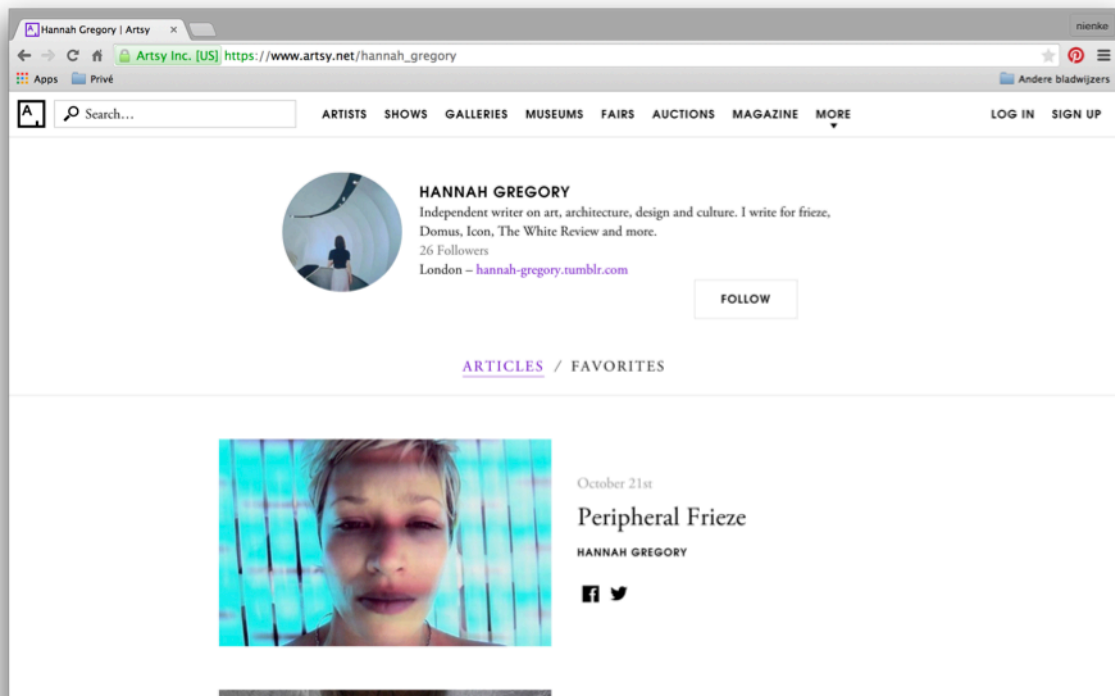 Hannah Gregory | Artsy
nienke
Artsy Inc. [US] https://www.artsy.net/hannah_gregory
Apps Privé Andere bladwijzers
A, Search... ARTISTS SHOWS GALLERIES MUSEUMS FAIRS AUCTIONS MAGAZINE MORE LOG IN SIGN UP
HANNAH GREGORY
Independent writer on art, architecture, design and culture. I write for frieze,
Domus, Icon, The White Review and more.
26 Followers
London – hannah-gregory.tumblr.com
FOLLOW
ARTICLES / FAVORITES
October 21st
Peripheral Frieze
HANNAH GREGORY